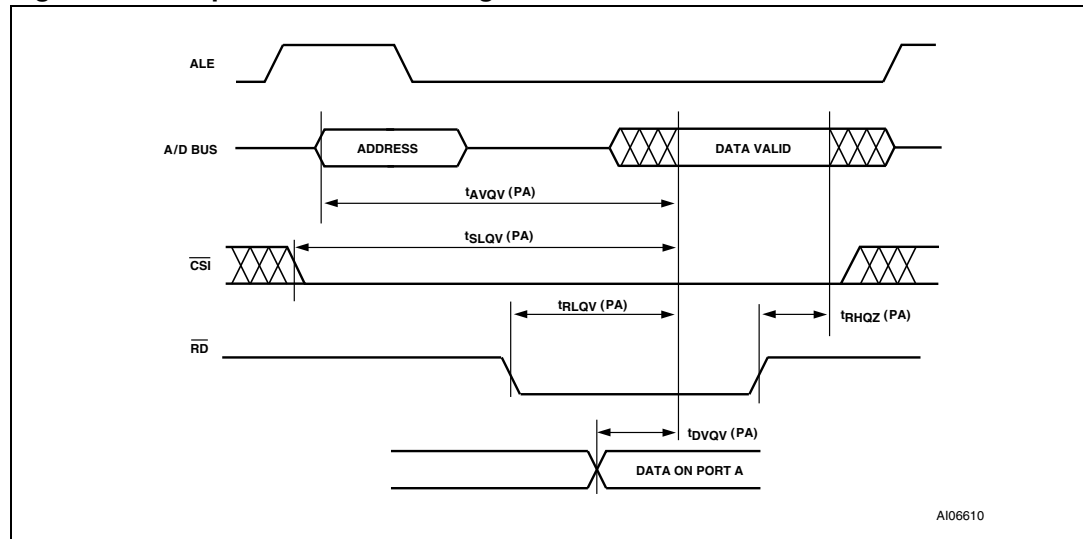 ALE
A/D BUS
ADDRESS
DATA VALID
tAVQV (PA)
tSLQV (PA)
CSI
tRLQV (PA)
tRHQZ (PA)
RD
tDVQV (PA)
DATA ON PORT A
AI06610